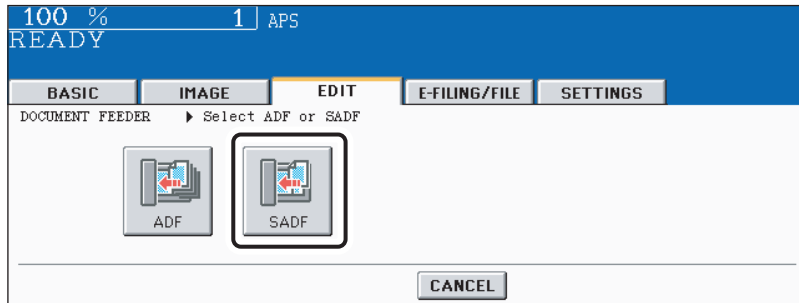 100 % 1 APS
READY
BASIC IMAGE EDIT E-FILING/FILE SETTINGS
DOCUMENT FEEDER ▶ Select ADF or SADF
ADF SADF
CANCEL